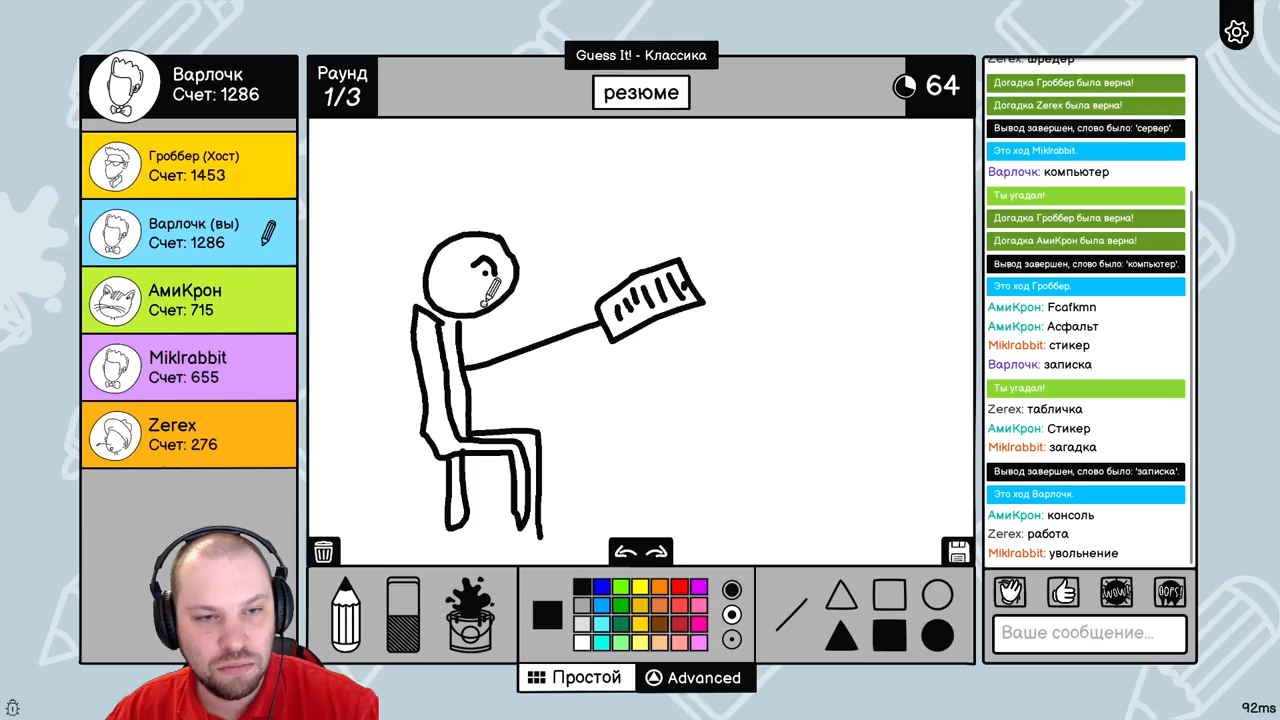 Guess It! - Классика
Варлочк
Счет: 1286
Раунд
1/3
резюме
64
Гроббер (Хост)
Счет: 1453
Варлочк (вы)
Счет: 1286
АмиКрон
Счет: 715
Miklrabbit
Счет: 655
Zerex
Счет: 276
Zerex: шредер
Догадка Гроббер была верна!
Догадка Zerex была верна!
Вывод завершен, слово было: 'сервер'.
Это ход Miklrabbit.
Варлочк: компьютер
Ты угадал!
Догадка Гроббер была верна!
Догадка АмиКрон была верна!
Вывод завершен, слово было: 'компьютер'.
Это ход Гроббер.
АмиКрон: Fcafkmn
АмиКрон: Асфальт
Miklrabbit: стикер
Варлочк: записка
Ты угадал!
Zerex: табличка
АмиКрон: Стикер
Miklrabbit: загадка
Вывод завершен, слово было: 'записка'.
Это ход Варлочк.
АмиКрон: консоль
Zerex: работа
Miklrabbit: увольнение
WOW!
OOPS!
Ваше сообщение...
Простой
Advanced
92ms